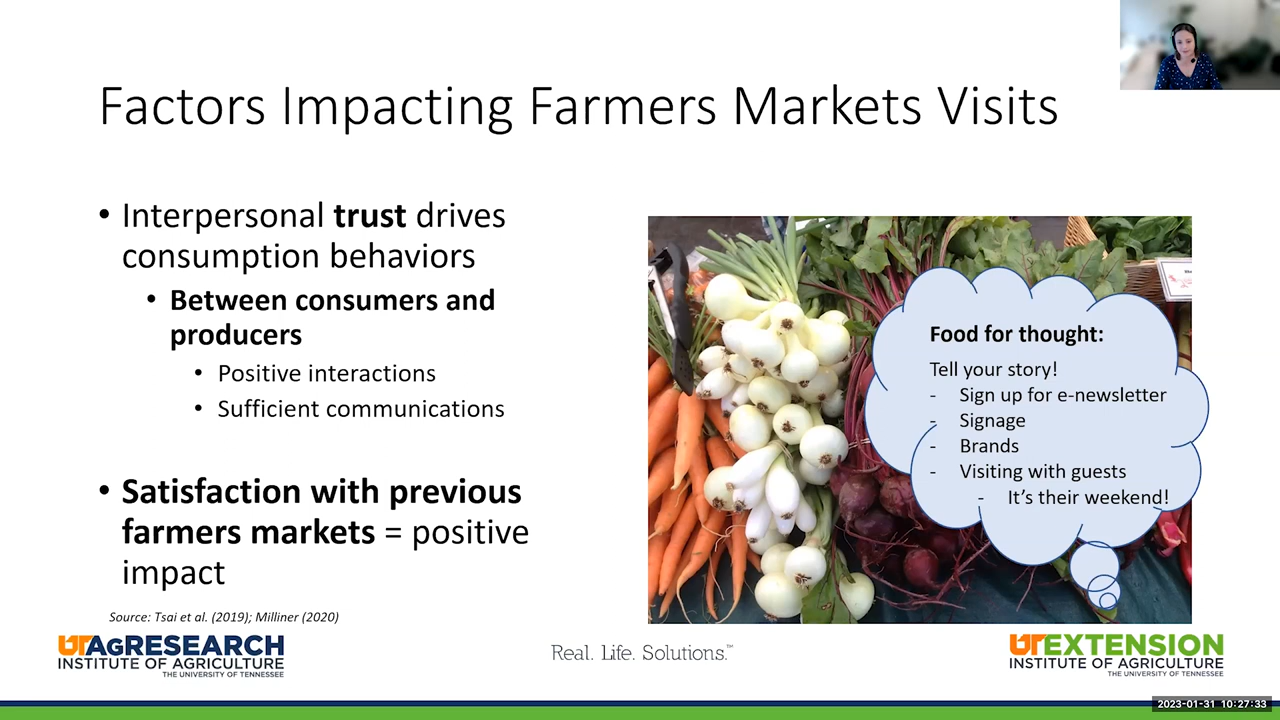 Factors Impacting Farmers Markets Visits
• Interpersonal trust drives
consumption behaviors
• Between consumers and
producers
• Positive interactions
• Sufficient communications
• Satisfaction with previous
farmers markets = positive
impact
Source: Tsai et al. (2019); Milliner (2020)
Food for thought:
Tell your story!
- Sign up for e-newsletter
- Signage
- Brands
- Visiting with guests
- It's their weekend!
UTAGRESEARCH
INSTITUTE OF AGRICULTURE
THE UNIVERSITY OF TENNESSEE
Real. Life. Solutions.™
UTEXTENSION
INSTITUTE OF AGRICULTURE
THE UNIVERSITY OF TENNESSEE
2023-01-31 10:27:33